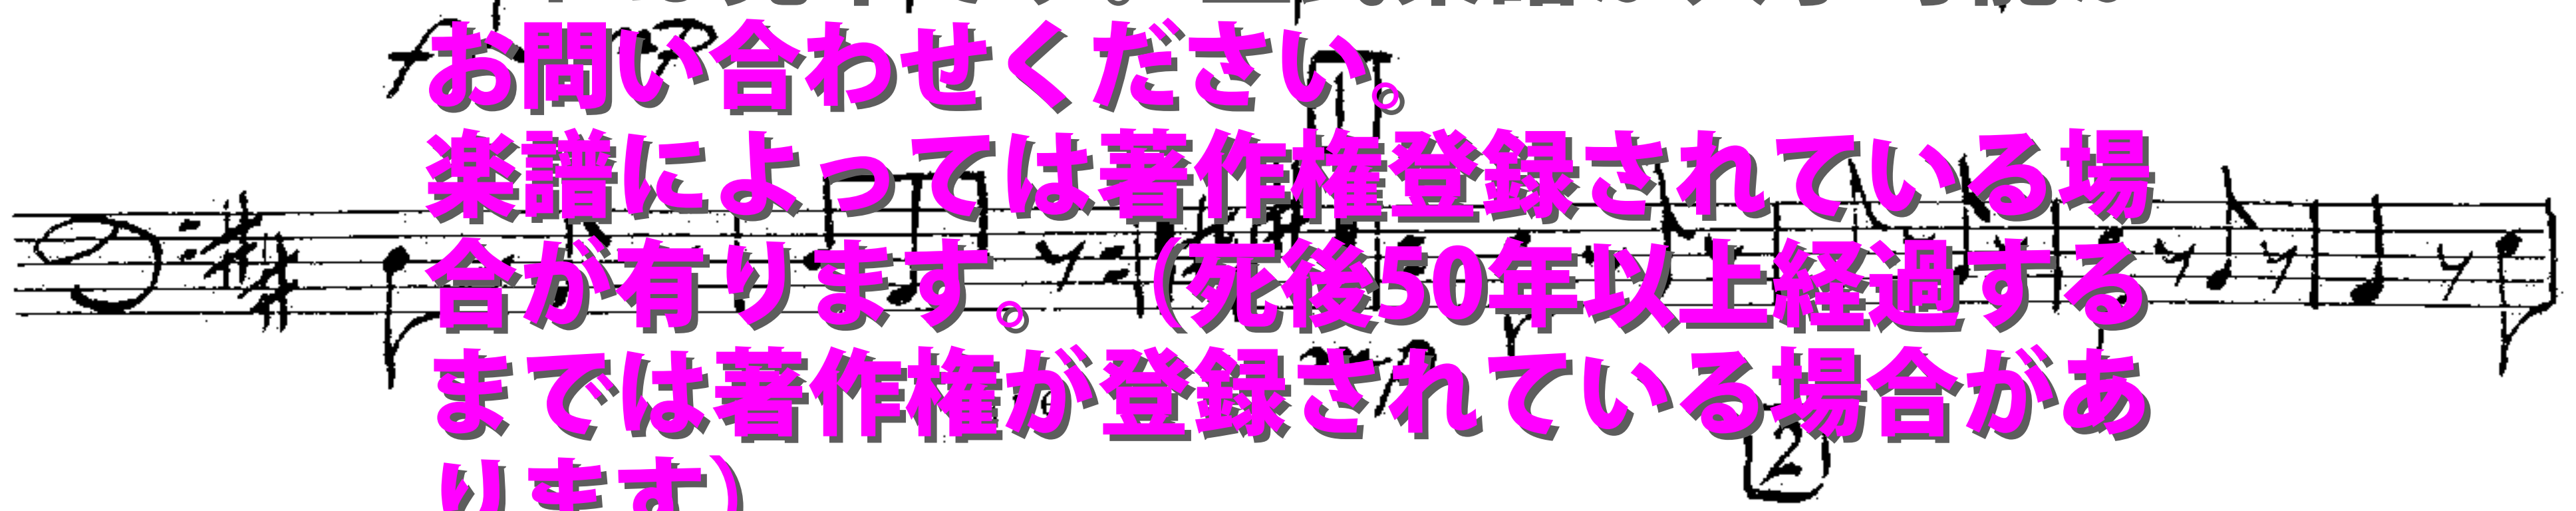 お問い合わせください。
楽譜によっては著作権登録されている場
合が有ります。（死後50年以上経過する
までは著作権が登録されている場合があ
ります）
2